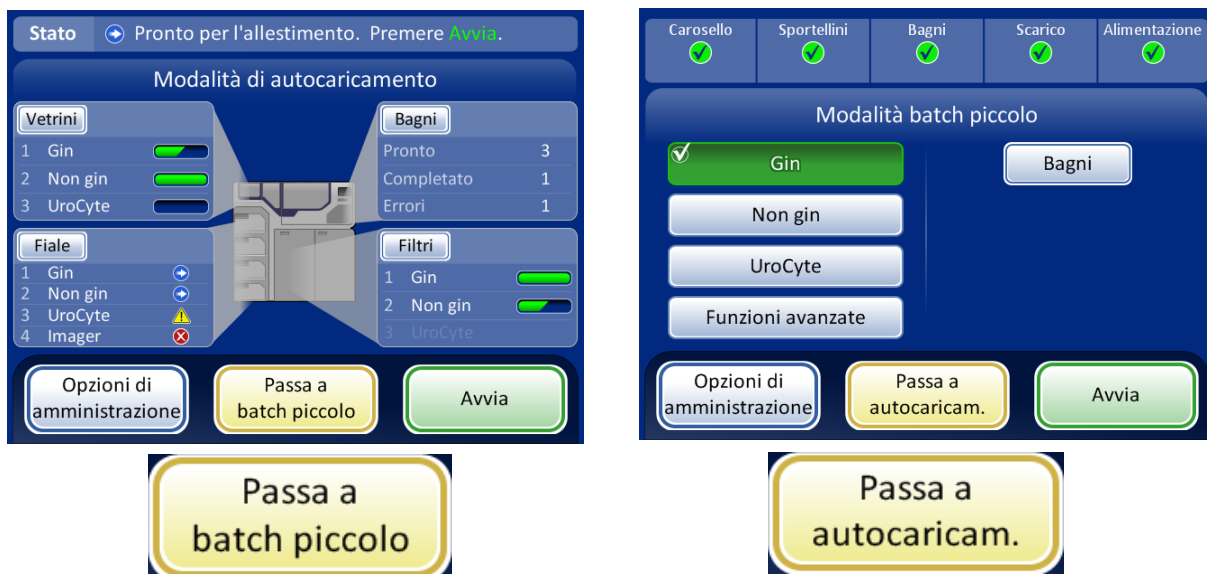 Stato Pronto per l'allestimento. Premere Avvia.
Modalità di autocaricamento
Vetrini
1 Gin
2 Non gin
3 UroCyte
Bagni
Pronto 3
Completato 1
Errori 1
Fiale
1 Gin
2 Non gin
3 UroCyte
4 Imager
Filtri
1 Gin
2 Non gin
3 UroCyte
Opzioni di
amministrazione
Passa a
batch piccolo
Avvia
Carosello Sportellini Bagni Scarico Alimentazione
Modalità batch piccolo
Gin
Non gin
UroCyte
Funzioni avanzate
Bagni
Opzioni di
amministrazione
Passa a
autocaricam.
Avvia
Passa a
batch piccolo
Passa a
autocaricam.